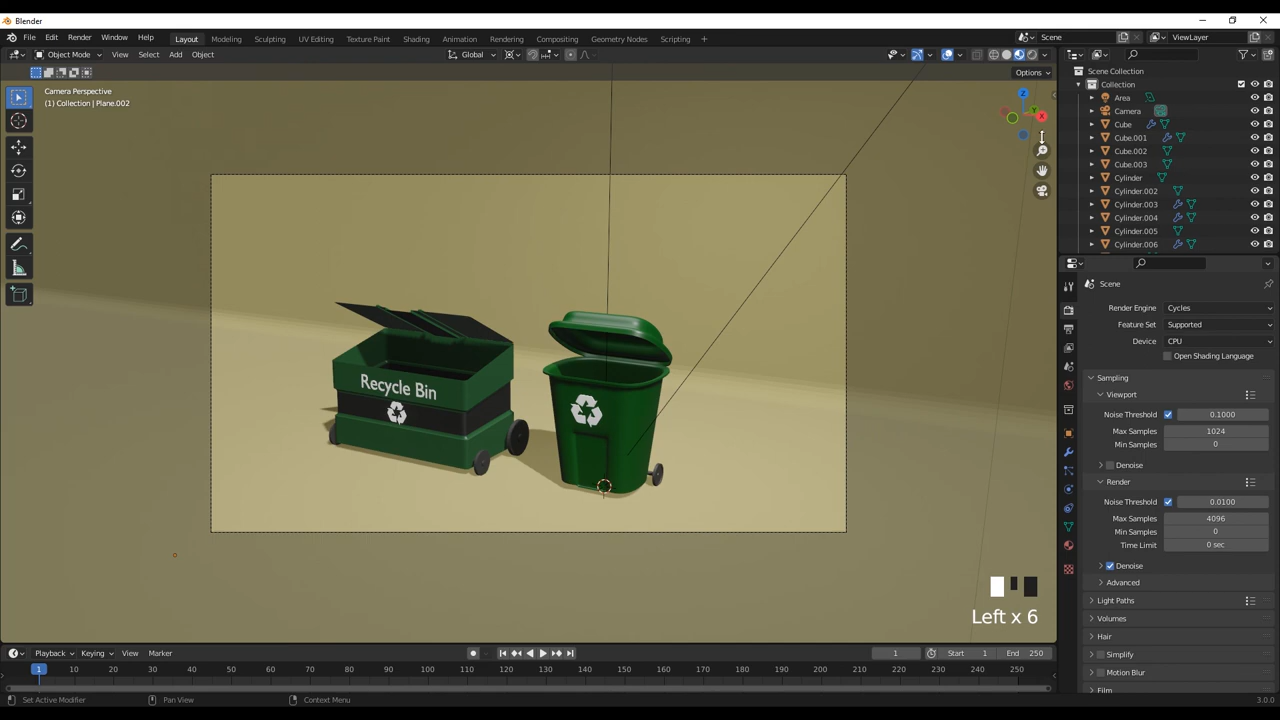 Blender
File Edit Render Window Help Layout Modeling Sculpting UV Editing Texture Paint Shading Animation Rendering Compositing Geometry Nodes Scripting Scene ViewLayer
Object Mode View Select Add Object Global
Options
Camera Perspective
(1) Collection | Plane.002
Scene Collection
Collection
Area
Camera
Cube
Cube.001
Cube.002
Cube.003
Cylinder
Cylinder.002
Cylinder.003
Cylinder.004
Cylinder.005
Cylinder.006
Z
Y
X
Recycle Bin
Scene
Render Engine Cycles
Feature Set Supported
Device CPU
Open Shading Language
Sampling
Viewport
Noise Threshold 0.1000
Max Samples 1024
Min Samples 0
Denoise
Render
Noise Threshold 0.0100
Max Samples 4096
Min Samples 0
Time Limit 0 sec
Denoise
Advanced
Light Paths
Volumes
Hair
Simplify
Motion Blur
Film
Left x 6
Playback Keying View Marker 1 Start 1 End 250
1 10 20 30 40 50 60 70 80 90 100 110 120 130 140 150 160 170 180 190 200 210 220 230 240 250
Set Active Modifier Pan View Context Menu 3.0.0